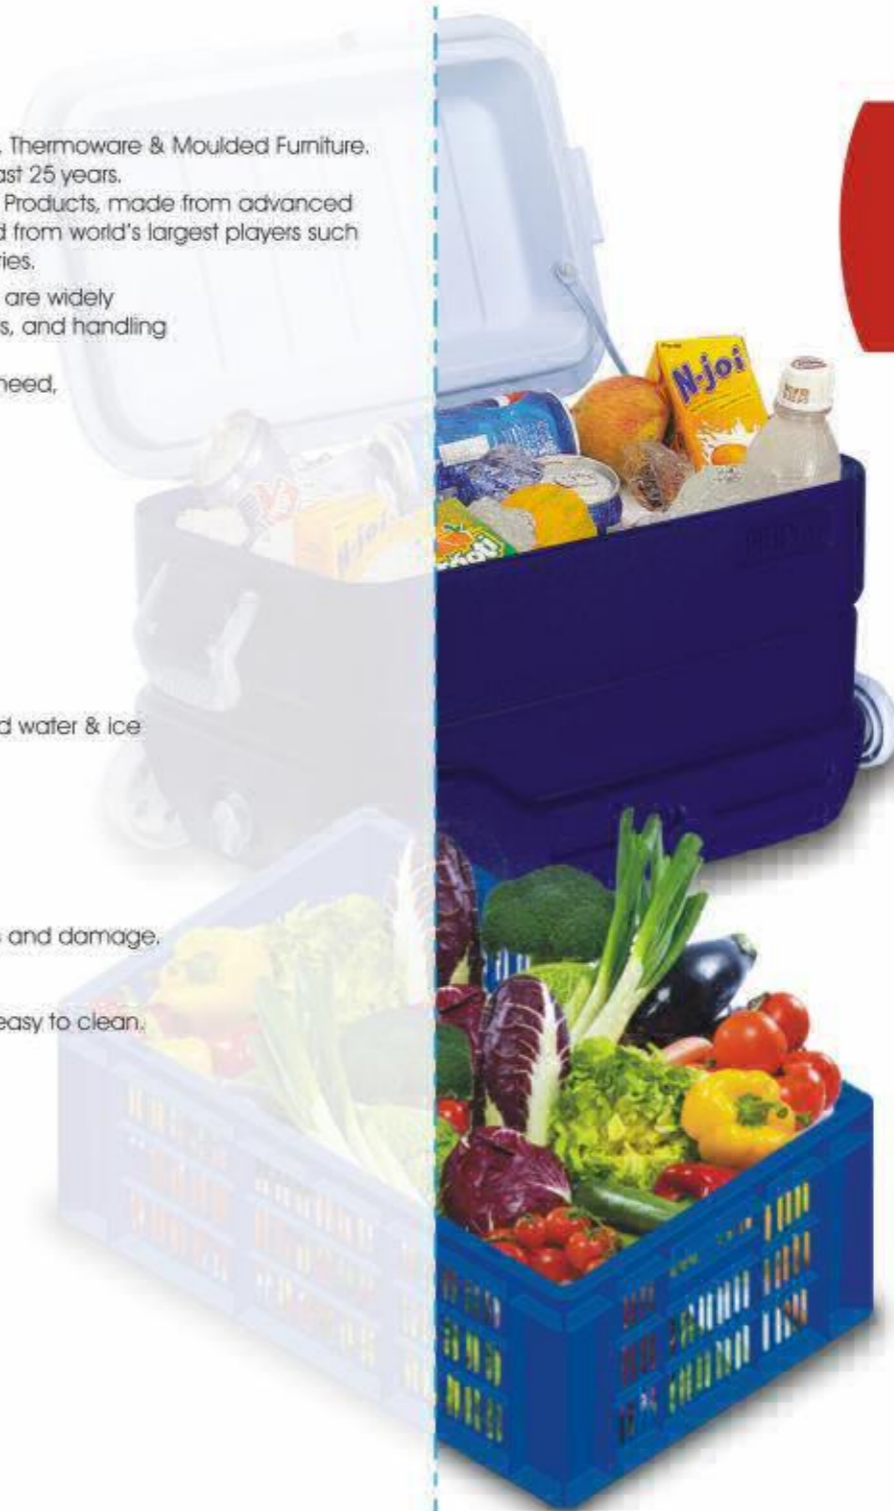 Thermoware & Moulded Furniture.
ast 25 years.
Products, made from advanced
d from world's largest players such
ries.
are widely
s, and handling
need,
N-joi
N-joi
d water & ice
and damage.
easy to clean.